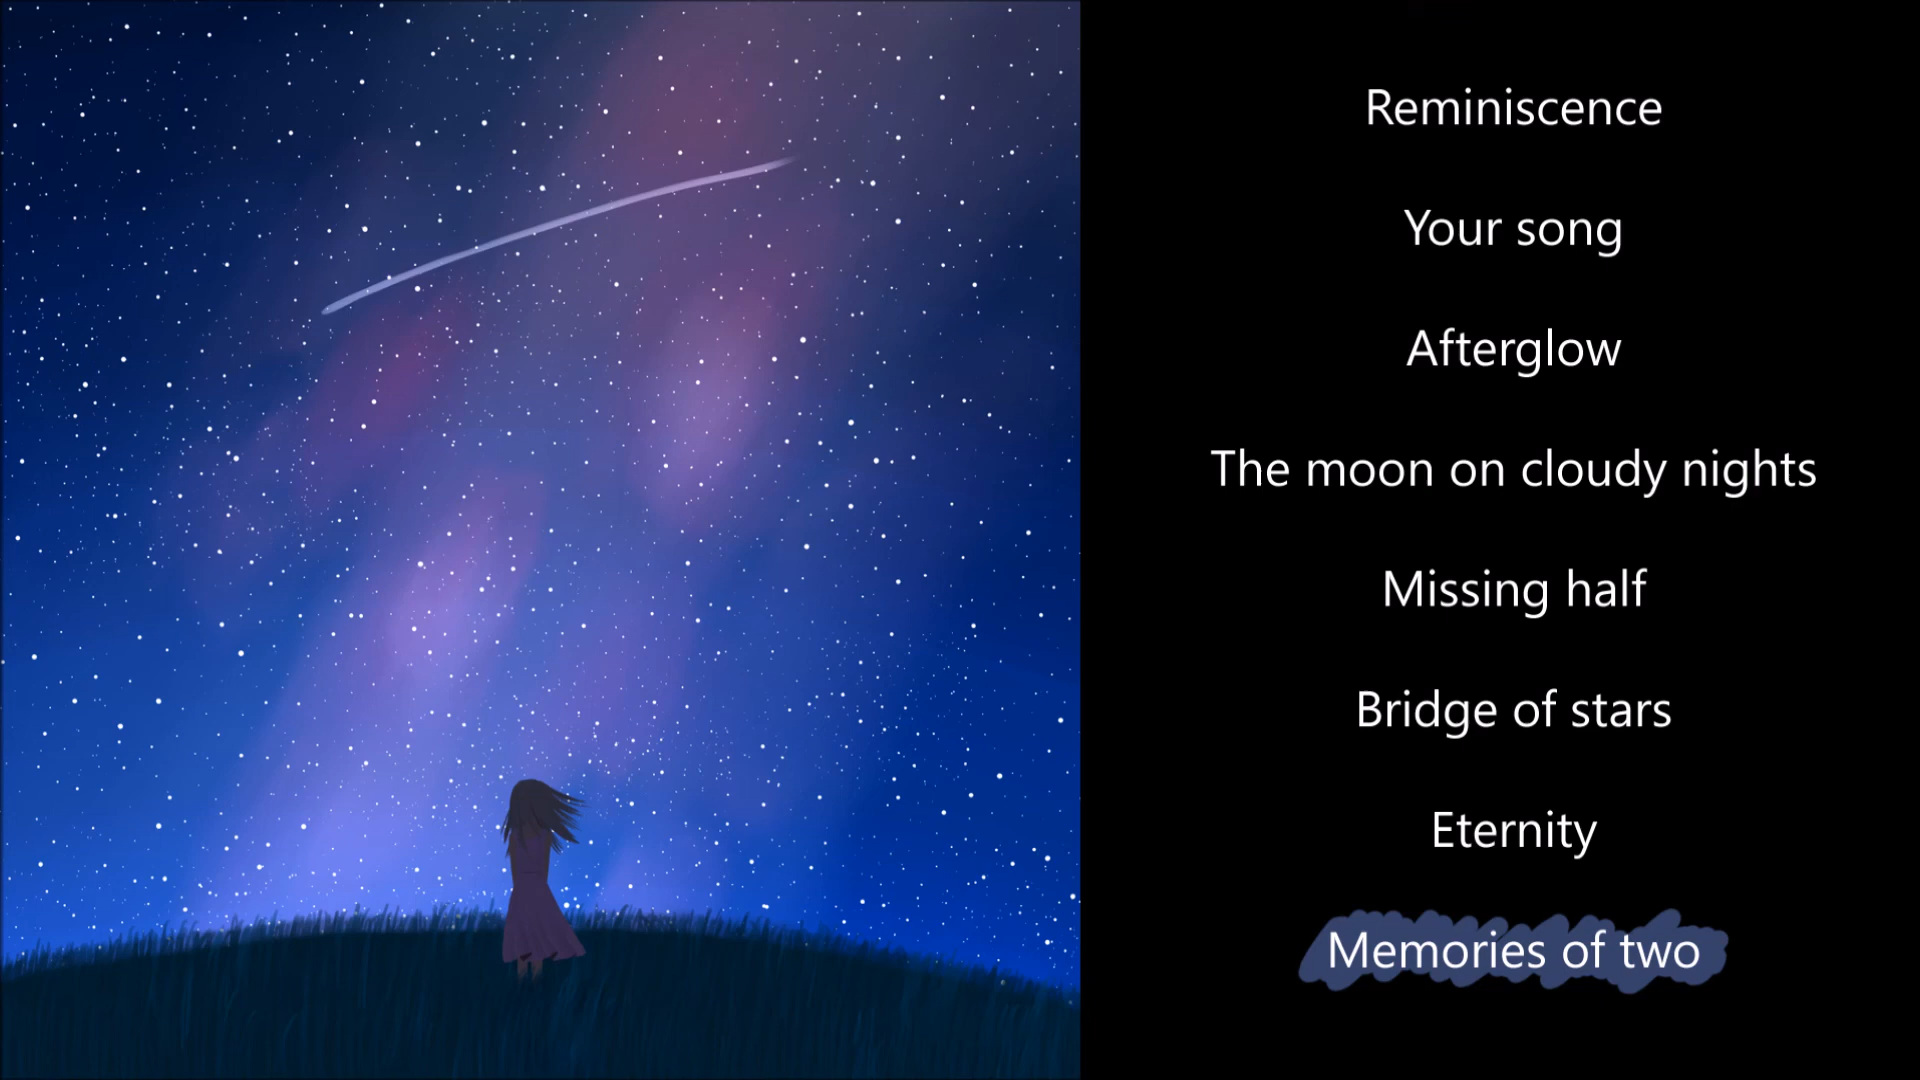 Reminiscence
Your song
Afterglow
The moon on cloudy nights
Missing half
Bridge of stars
Eternity
Memories of two